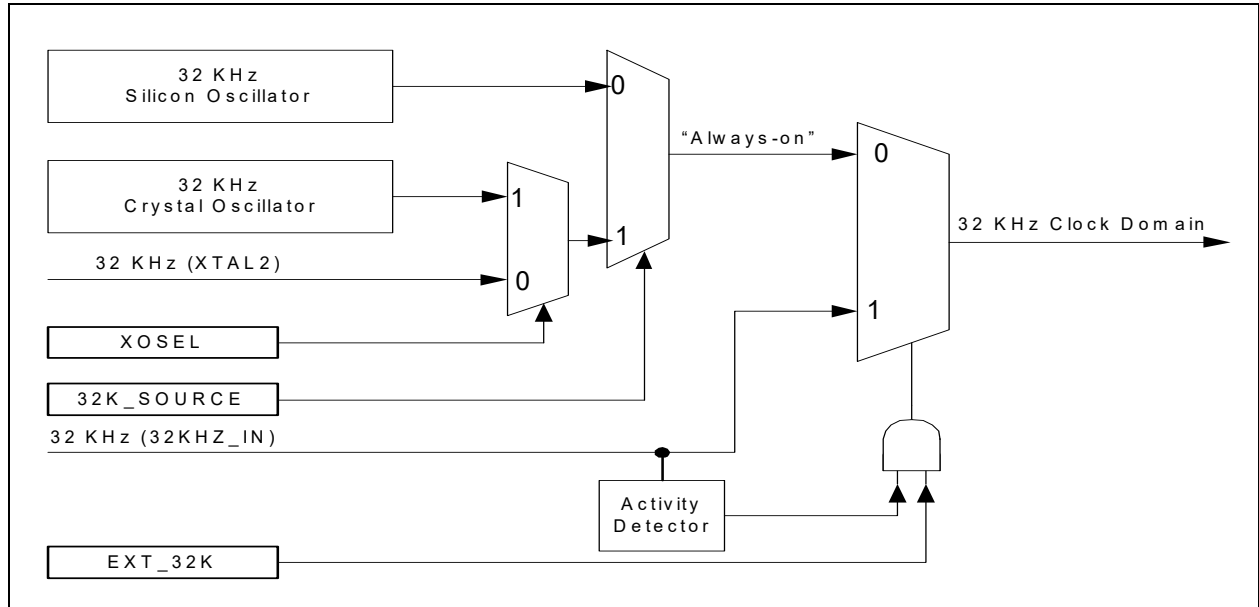 32 KHz
Silicon Oscillator
0
"Always-on"
0
32 KHz
Crystal Oscillator
1
32 KHz Clock Domain
1
32 KHz (XTAL2)
0
1
XOSEL
32K_SOURCE
32 KHz (32KHZ_IN)
Activity
Detector
EXT_32K